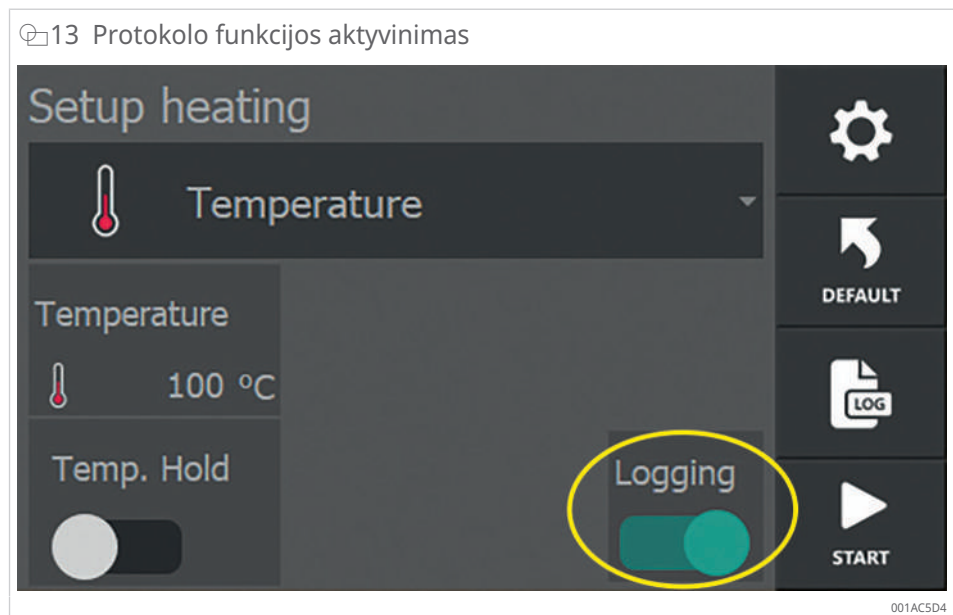 13 Protokolo funkcijos aktyvinimas
Setup heating
Temperature
DEFAULT
Temperature
100 °C
LOG
Temp. Hold
Logging
START
001AC5D4